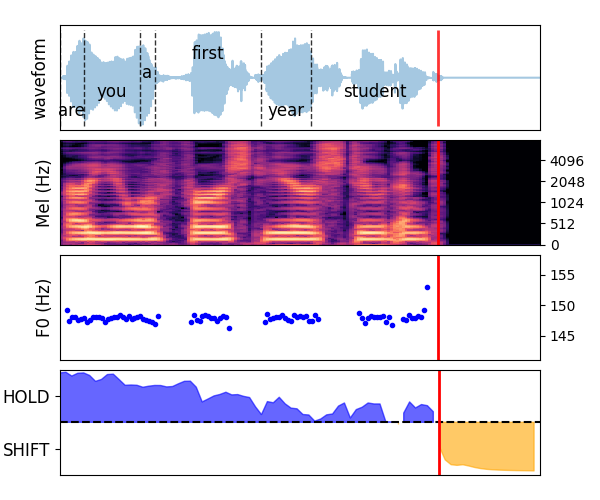 waveform
are
you
a
first
year
student
Mel (Hz)
4096
2048
1024
512
0
F0 (Hz)
155
150
145
HOLD
SHIFT